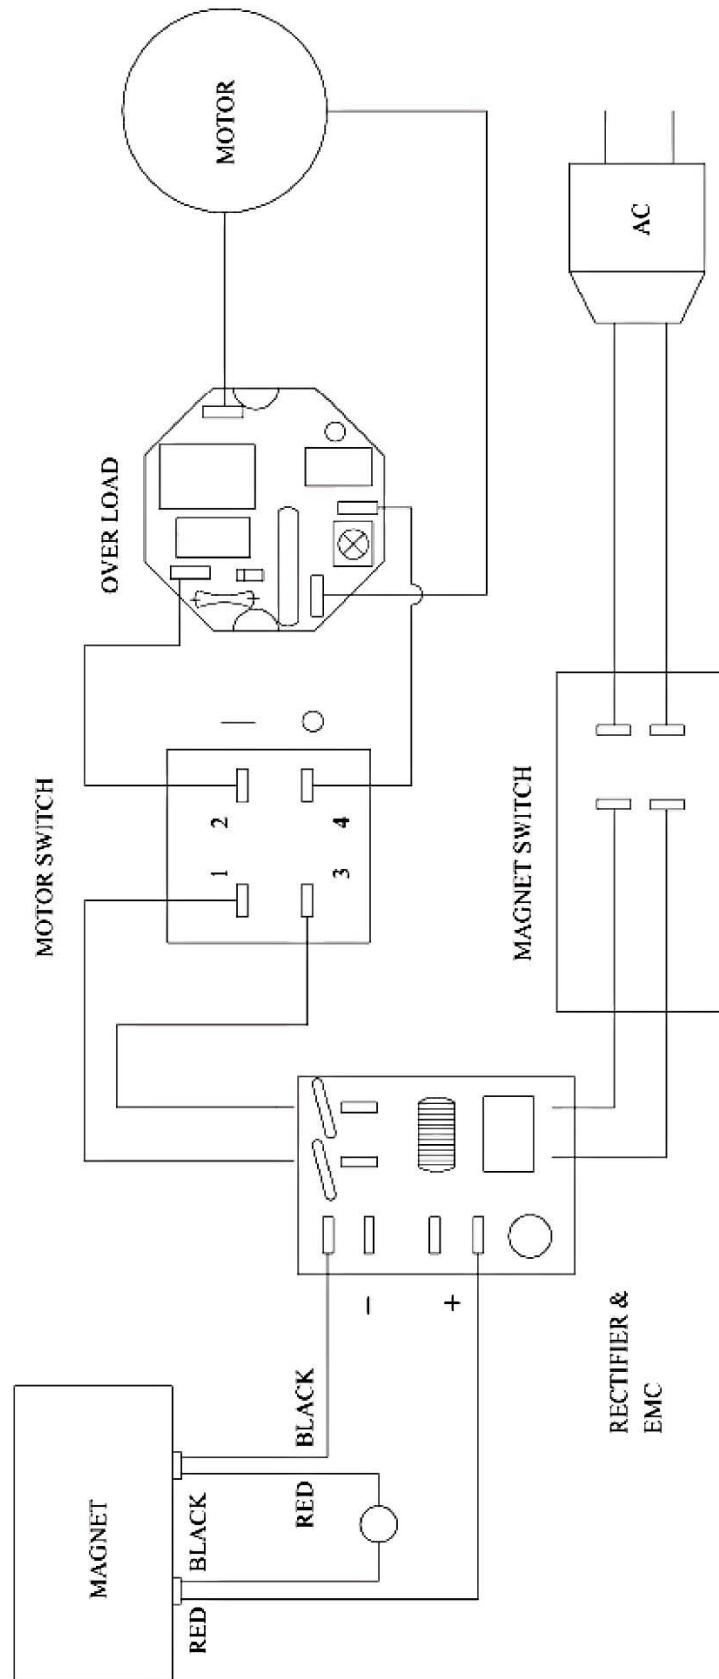 MAGNET
RED
BLACK
RED
BLACK
RECTIFIER &
EMC
−
+
MOTOR SWITCH
1
2
3
4
OVER LOAD
MOTOR
MAGNET SWITCH
AC